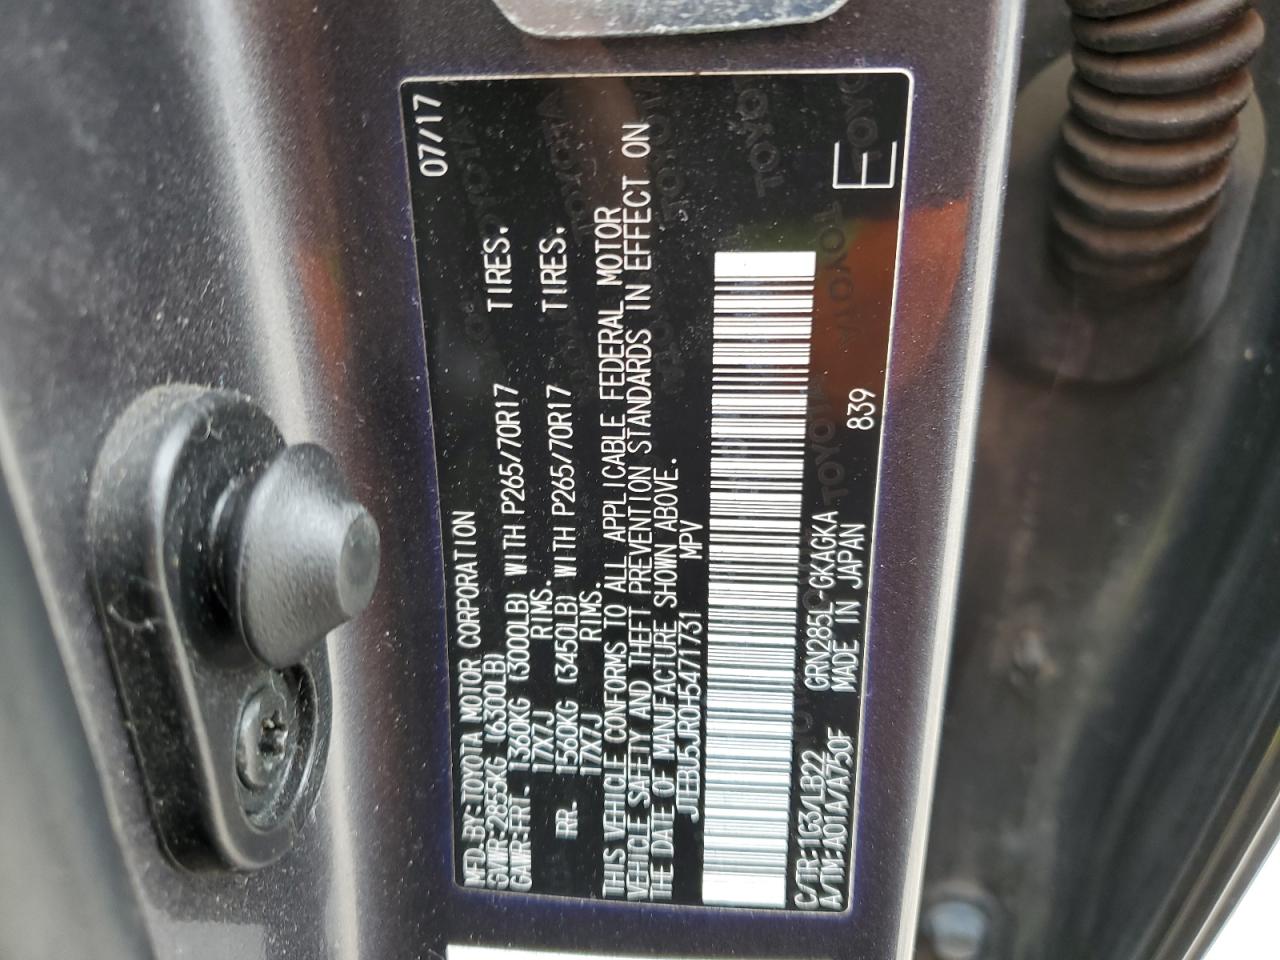 MFD.BY:TOYOTA MOTOR CORPORATION 07/17
GVWR:2855KG (6300LB)
GAWR:FRT. 1360KG (3000LB) WITH P265/70R17 TIRES.
17X7J RIMS.
RR. 1560KG (3450LB) WITH P265/70R17 TIRES.
17X7J RIMS.
THIS VEHICLE CONFORMS TO ALL APPLICABLE FEDERAL MOTOR
VEHICLE SAFETY AND THEFT PREVENTION STANDARDS IN EFFECT ON
THE DATE OF MANUFACTURE SHOWN ABOVE.
JTEBU5JR0H5471731 MPV
C/TR:1G3/LB22 GRN285L-GKAGKA 839
A/TM:A01A/A750F MADE IN JAPAN
E